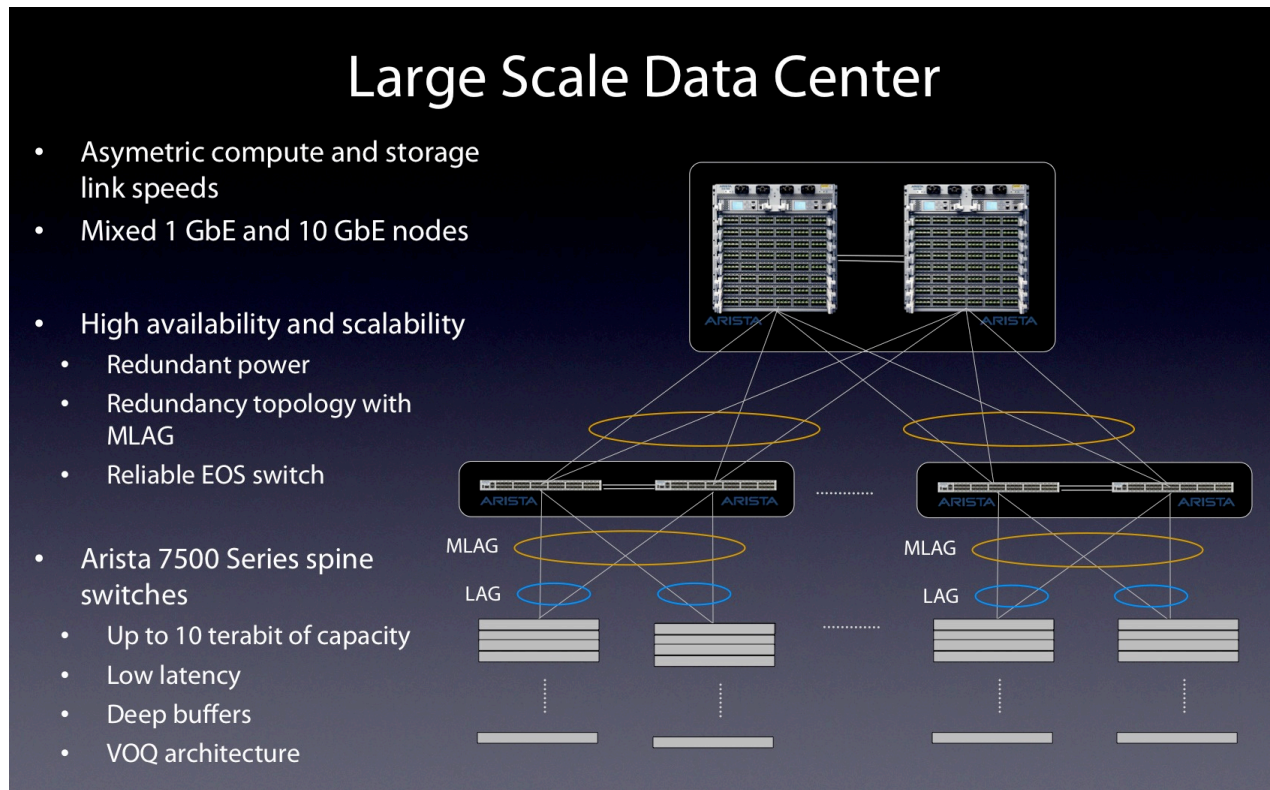 Large Scale Data Center
• Asymetric compute and storage
link speeds
• Mixed 1 GbE and 10 GbE nodes
• High availability and scalability
• Redundant power
• Redundancy topology with
MLAG
• Reliable EOS switch
• Arista 7500 Series spine
switches
• Up to 10 terabit of capacity
• Low latency
• Deep buffers
• VOQ architecture
ARISTA ARISTA
ARISTA ARISTA ARISTA ARISTA
MLAG MLAG
LAG LAG